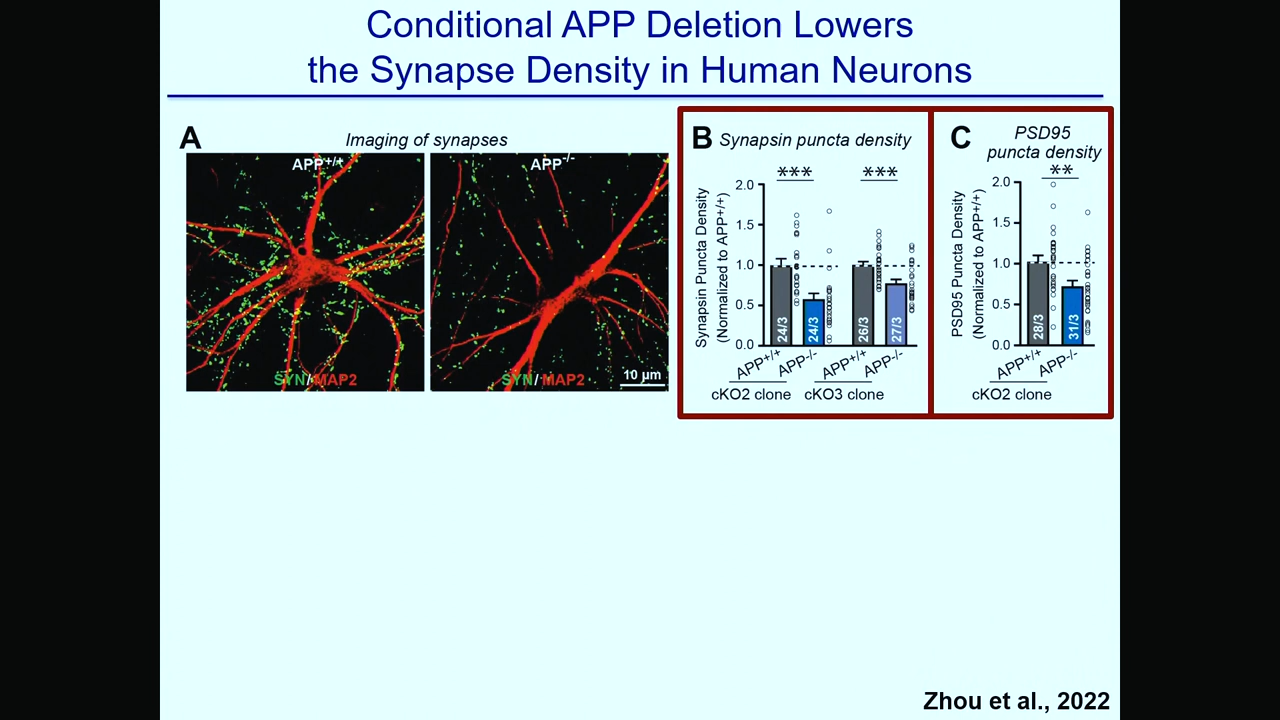 Conditional APP Deletion Lowers
the Synapse Density in Human Neurons
A
Imaging of synapses
APP+/+
APP-/-
SYN/MAP2
SYN/MAP2
10 µm
B
Synapsin puncta density
Synapsin Puncta Density
(Normalized to APP+/+)
***
***
2.0
1.5
1.0
0.5
0.0
24/3
24/3
26/3
27/3
APP+/+
APP-/-
APP+/+
APP-/-
cKO2 clone
cKO3 clone
C
PSD95
puncta density
**
PSD95 Puncta Density
(Normalized to APP+/+)
2.0
1.5
1.0
0.5
0.0
28/3
31/3
APP+/+
APP-/-
cKO2 clone
Zhou et al., 2022